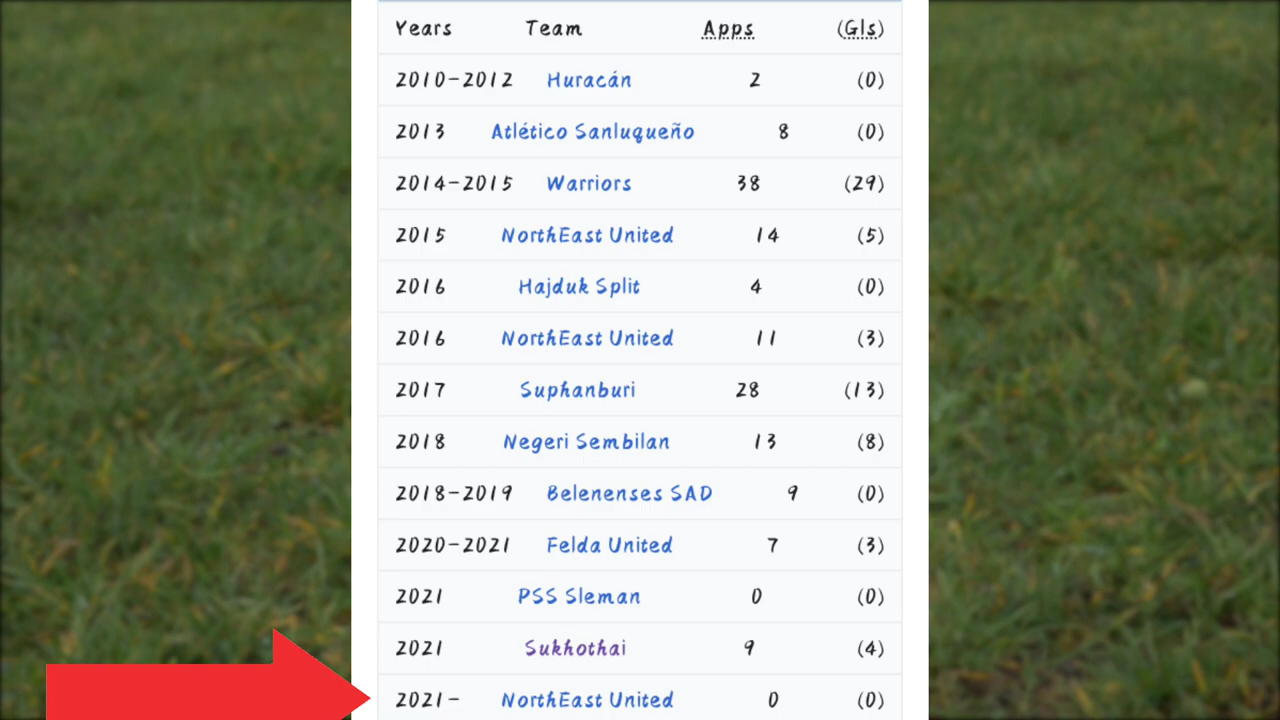 Years Team Apps (Gls)
2010-2012 Huracán 2 (0)
2013 Atlético Sanluqueño 8 (0)
2014-2015 Warriors 38 (29)
2015 NorthEast United 14 (5)
2016 Hajduk Split 4 (0)
2016 NorthEast United 11 (3)
2017 Suphanburi 28 (13)
2018 Negeri Sembilan 13 (8)
2018-2019 Belenenses SAD 9 (0)
2020-2021 Felda United 7 (3)
2021 PSS Sleman 0 (0)
2021 Sukhothai 9 (4)
2021- NorthEast United 0 (0)